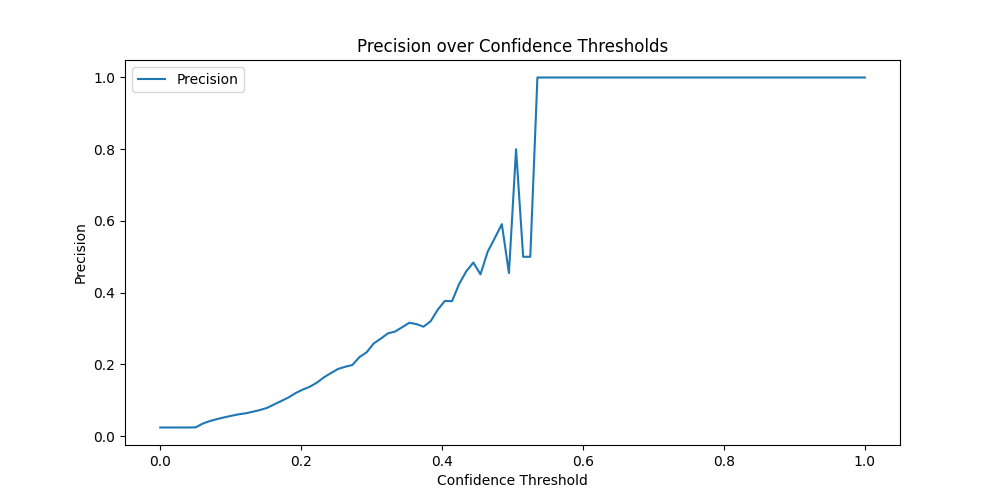 Precision over Confidence Thresholds
Precision
1.0
0.8
0.6
0.4
0.2
0.0
Precision
0.0 0.2 0.4 0.6 0.8 1.0
Confidence Threshold